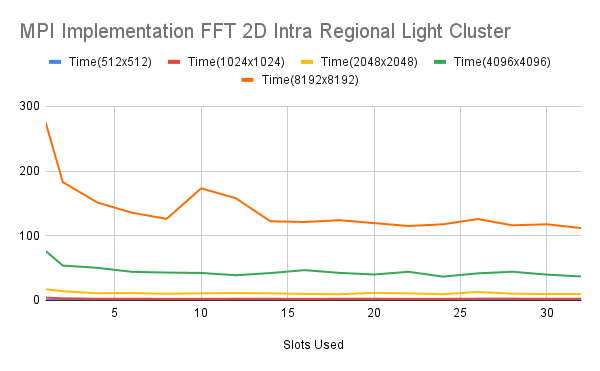 MPI Implementation FFT 2D Intra Regional Light Cluster
Time(512x512) Time(1024x1024) Time(2048x2048) Time(4096x4096)
Time(8192x8192)
300
200
100
0
5 10 15 20 25 30
Slots Used